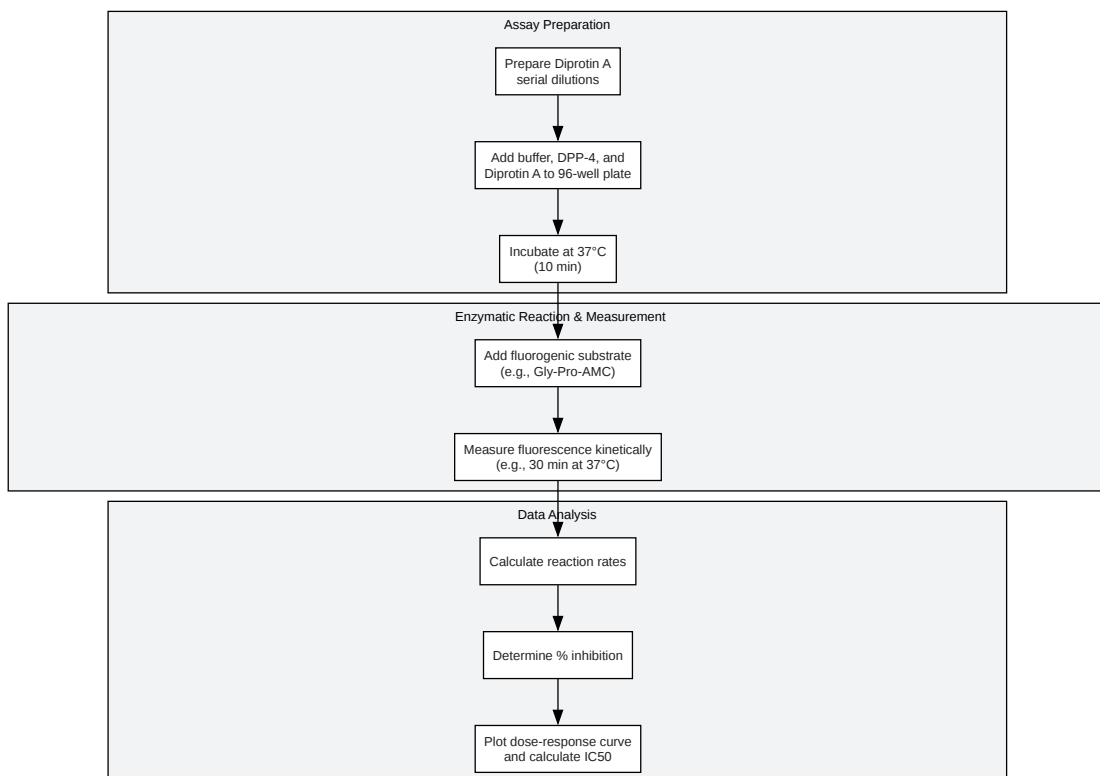 Assay Preparation
Prepare Diprotin A
serial dilutions
Add buffer, DPP-4, and
Diprotin A to 96-well plate
Incubate at 37°C
(10 min)
Enzymatic Reaction & Measurement
Add fluorogenic substrate
(e.g., Gly-Pro-AMC)
Measure fluorescence kinetically
(e.g., 30 min at 37°C)
Data Analysis
Calculate reaction rates
Determine % inhibition
Plot dose-response curve
and calculate IC50